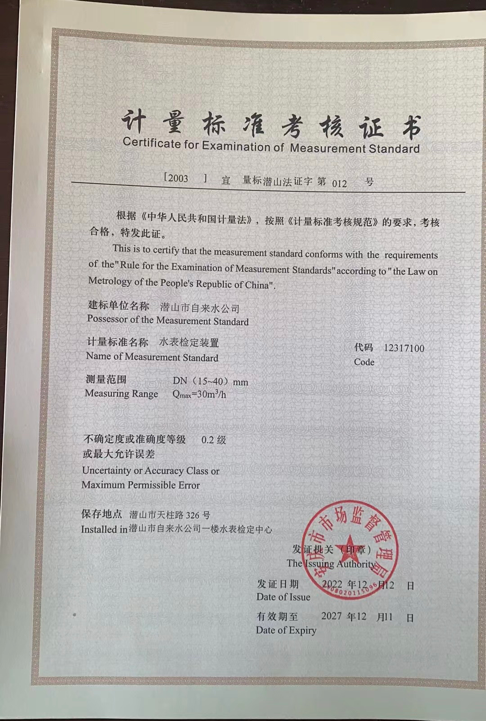 计量标准考核证书
Certificate for Examination of Measurement Standard
[2003 ] 宜 量标潜山法证字 第 012 号
根据《中华人民共和国计量法》，按照《计量标准考核规范》的要求，考核
合格，特发此证。
This is to certify that the measurement standard conforms with the requirements
of the"Rule for the Examination of Measurement Standards"according to"the Law on
Metrology of the People's Republic of China".
建标单位名称 潜山市自来水公司
Possessor of the Measurement Standard
计量标准名称 水表检定装置 代码 12317100
Name of Measurement Standard Code
测量范围 DN（15~40）mm
Measuring Range Qmax=30m³/h
不确定度或准确度等级 0.2 级
或最大允许误差
Uncertainty or Accuracy Class or
Maximum Permissible Error
保存地点 潜山市天柱路 326 号
Installed in 潜山市自来水公司一楼水表检定中心
安庆市市场监督管理局
发证机关（印章）
The Issuing Authority
发证日期 2022 年 12 月 12 日
Date of Issue
有效期至 2027 年 12 月 11 日
Date of Expiry